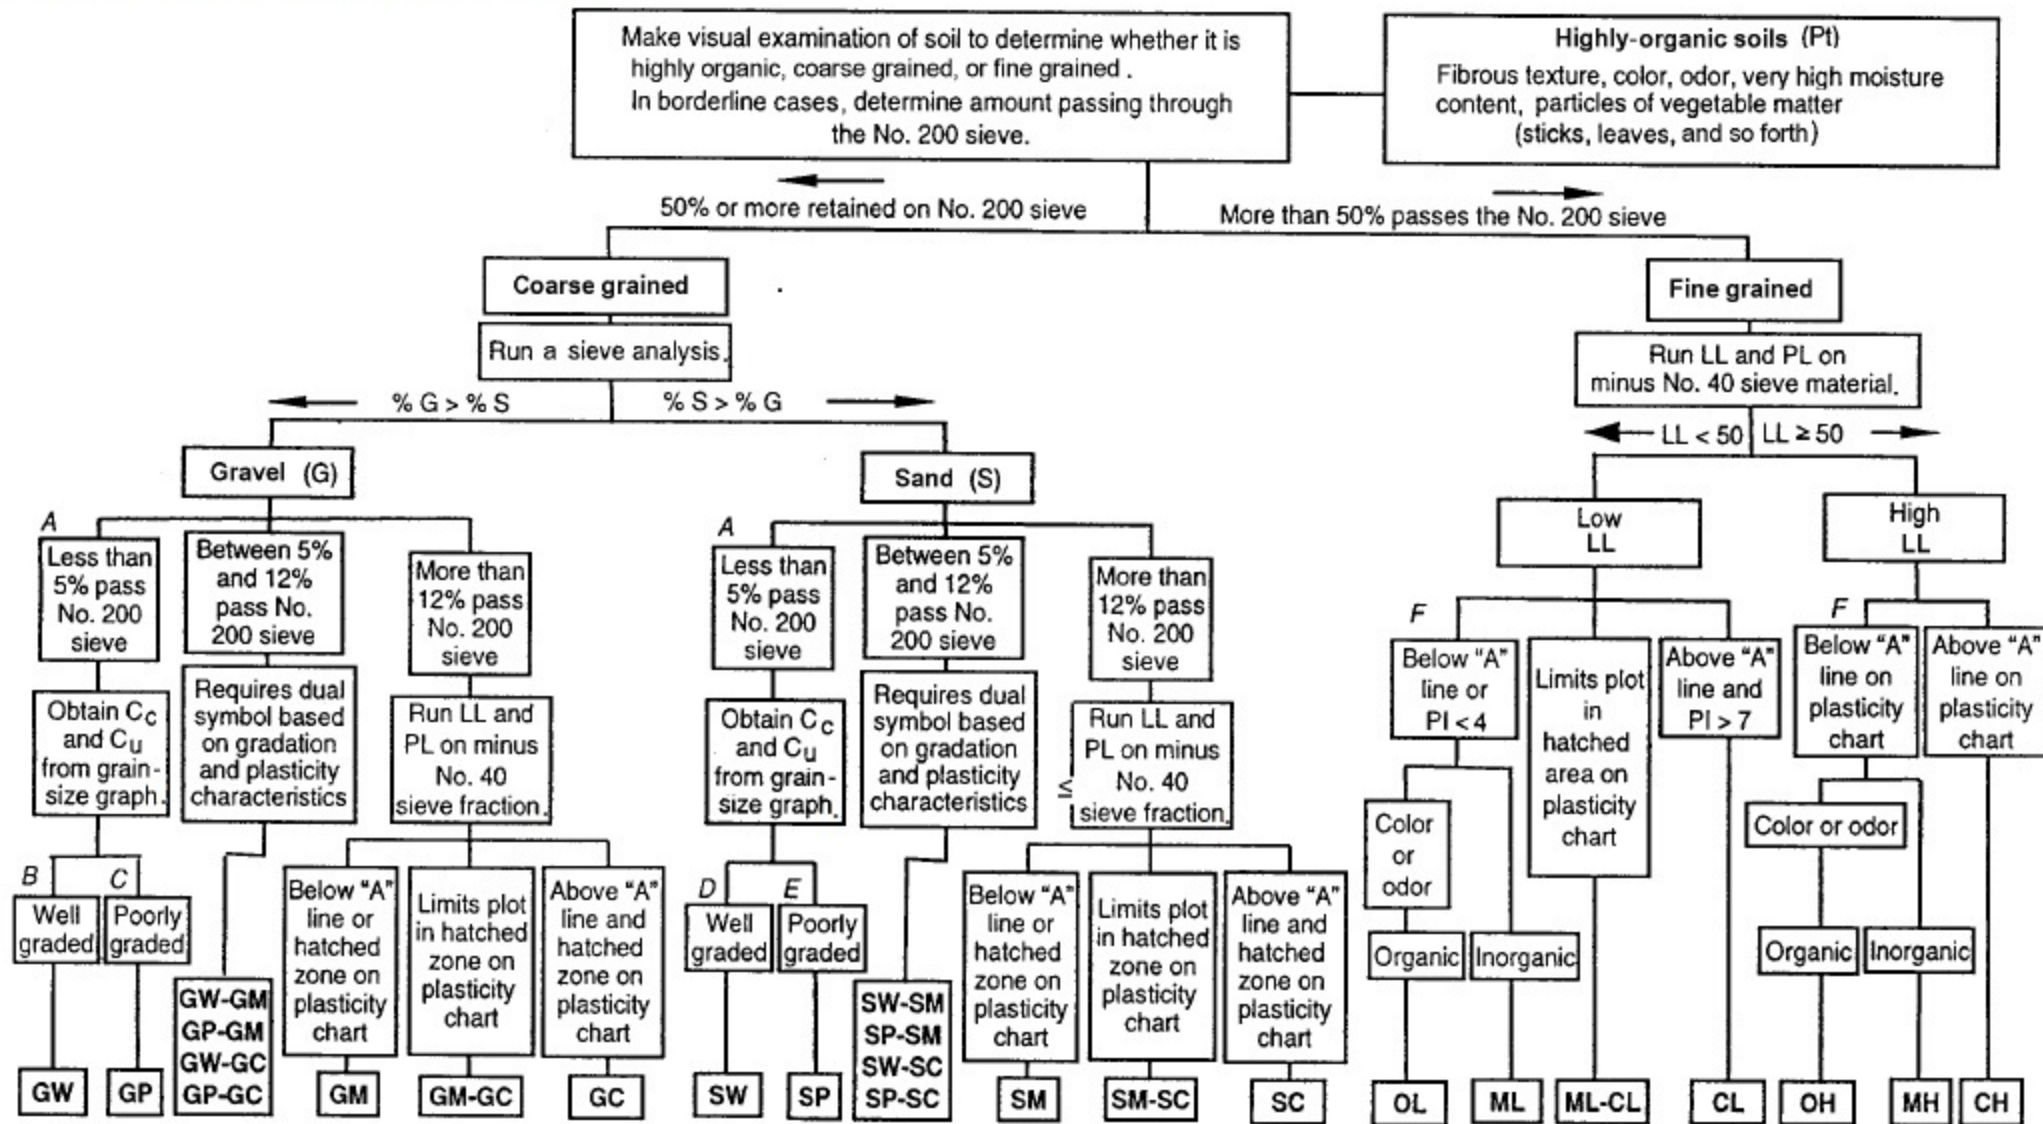 Make visual examination of soil to determine whether it is
highly organic, coarse grained, or fine grained .
In borderline cases, determine amount passing through
the No. 200 sieve.
Highly-organic soils (Pt)
Fibrous texture, color, odor, very high moisture
content, particles of vegetable matter
(sticks, leaves, and so forth)
50% or more retained on No. 200 sieve
More than 50% passes the No. 200 sieve
Coarse grained
Run a sieve analysis.
% G > % S
% S > % G
Gravel (G)
A
Less than
5% pass
No. 200
sieve
Obtain Cc
and Cu
from grain-
size graph.
B
Well
graded
GW
C
Poorly
graded
GP
Between 5%
and 12%
pass No.
200 sieve
Requires dual
symbol based
on gradation
and plasticity
characteristics
GW-GM
GP-GM
GW-GC
GP-GC
More than
12% pass
No. 200
sieve
Run LL and
PL on minus
No. 40
sieve fraction.
Below “A”
line or
hatched
zone on
plasticity
chart
GM
Limits plot
in hatched
zone on
plasticity
chart
GM-GC
Above “A”
line and
hatched
zone on
plasticity
chart
GC
Sand (S)
A
Less than
5% pass
No. 200
sieve
Obtain Cc
and Cu
from grain-
size graph.
D
Well
graded
SW
E
Poorly
graded
SP
Between 5%
and 12%
pass No.
200 sieve
Requires dual
symbol based
on gradation
and plasticity
characteristics
SW-SM
SP-SM
SW-SC
SP-SC
More than
12% pass
No. 200
sieve
≤
Run LL and
PL on minus
No. 40
sieve fraction.
Below “A”
line or
hatched
zone on
plasticity
chart
SM
Limits plot
in hatched
zone on
plasticity
chart
SM-SC
Above “A”
line and
hatched
zone on
plasticity
chart
SC
Fine grained
Run LL and PL on
minus No. 40 sieve material.
LL < 50
LL ≥ 50
Low
LL
F
Below “A”
line or
PI < 4
Color
or
odor
Organic
OL
Inorganic
ML
Limits plot
in
hatched
area on
plasticity
chart
ML-CL
Above “A”
line and
PI > 7
CL
High
LL
F
Below “A”
line on
plasticity
chart
Color or odor
Organic
OH
Inorganic
MH
Above “A”
line on
plasticity
chart
CH